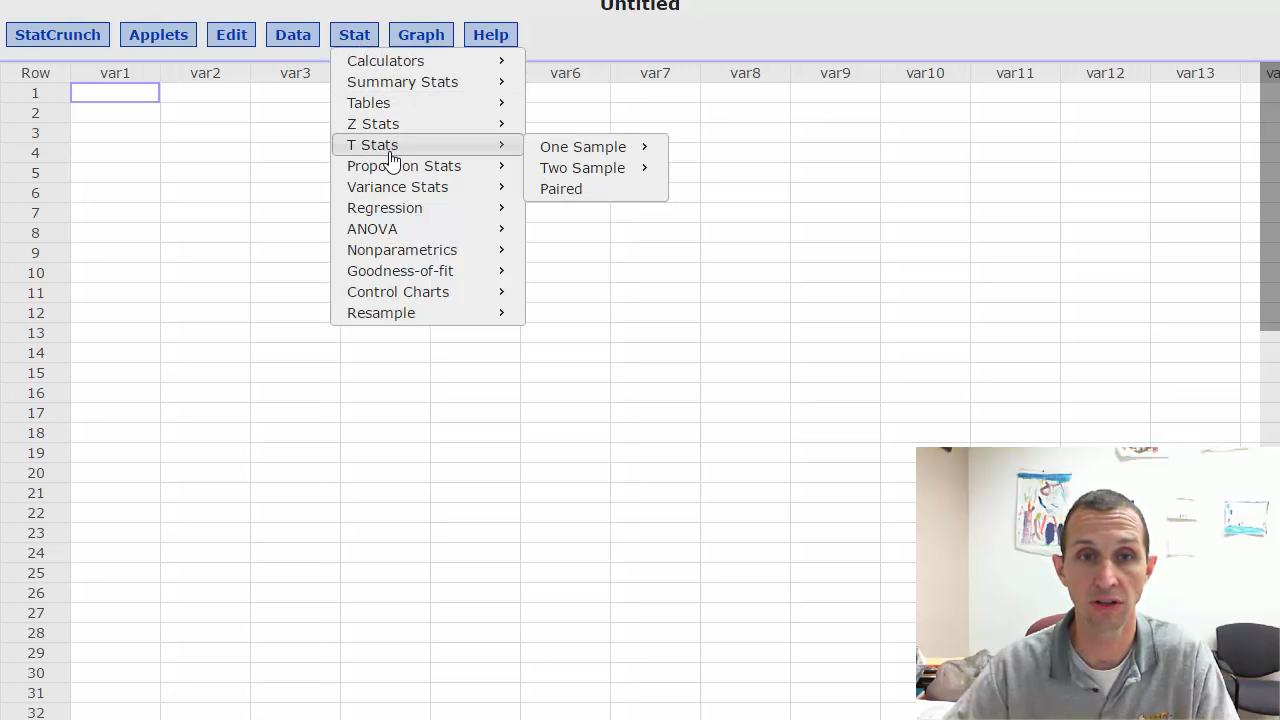 Untitled
StatCrunch Applets Edit Data Stat Graph Help
Row var1 var2 var3 var6 var7 var8 var9 var10 var11 var12 var13 va
Calculators
Summary Stats
Tables
Z Stats
T Stats
Proportion Stats
Variance Stats
Regression
ANOVA
Nonparametrics
Goodness-of-fit
Control Charts
Resample
One Sample
Two Sample
Paired
1
2
3
4
5
6
7
8
9
10
11
12
13
14
15
16
17
18
19
20
21
22
23
24
25
26
27
28
29
30
31
32